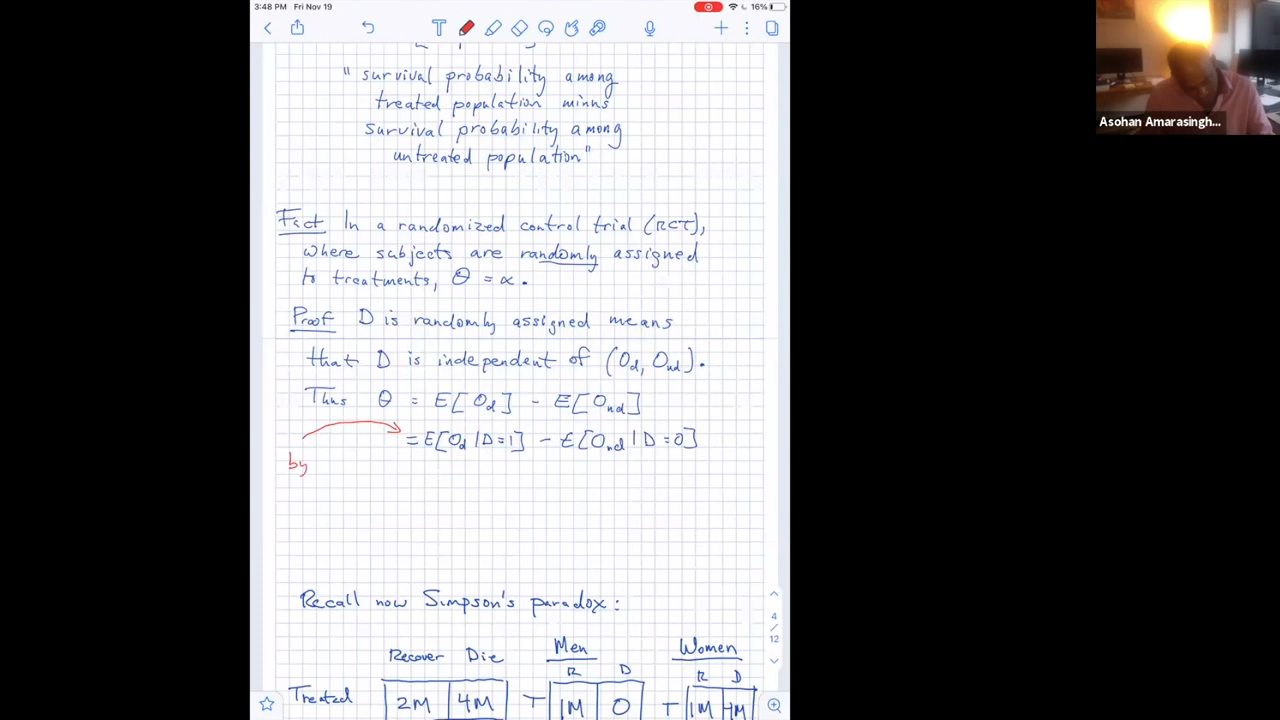 3:48 PM Fri Nov 19
16%
" survival probability among
treated population minus
survival probability among
untreated population"
Fact In a randomized control trial (RCT),
where subjects are randomly assigned
to treatments, θ = α.
Proof D is randomly assigned means
that D is independent of (O_d, O_nd).
Thus θ = E[O_d] - E[O_nd]
= E[O_d | D=1] - E[O_nd | D=0]
by
Recall now Simpson's paradox:
Men Women
Recover Die R D R D
Treated 2M 4M T 1M 0 T 1M 4M
4
/
12
Asohan Amarasingh...